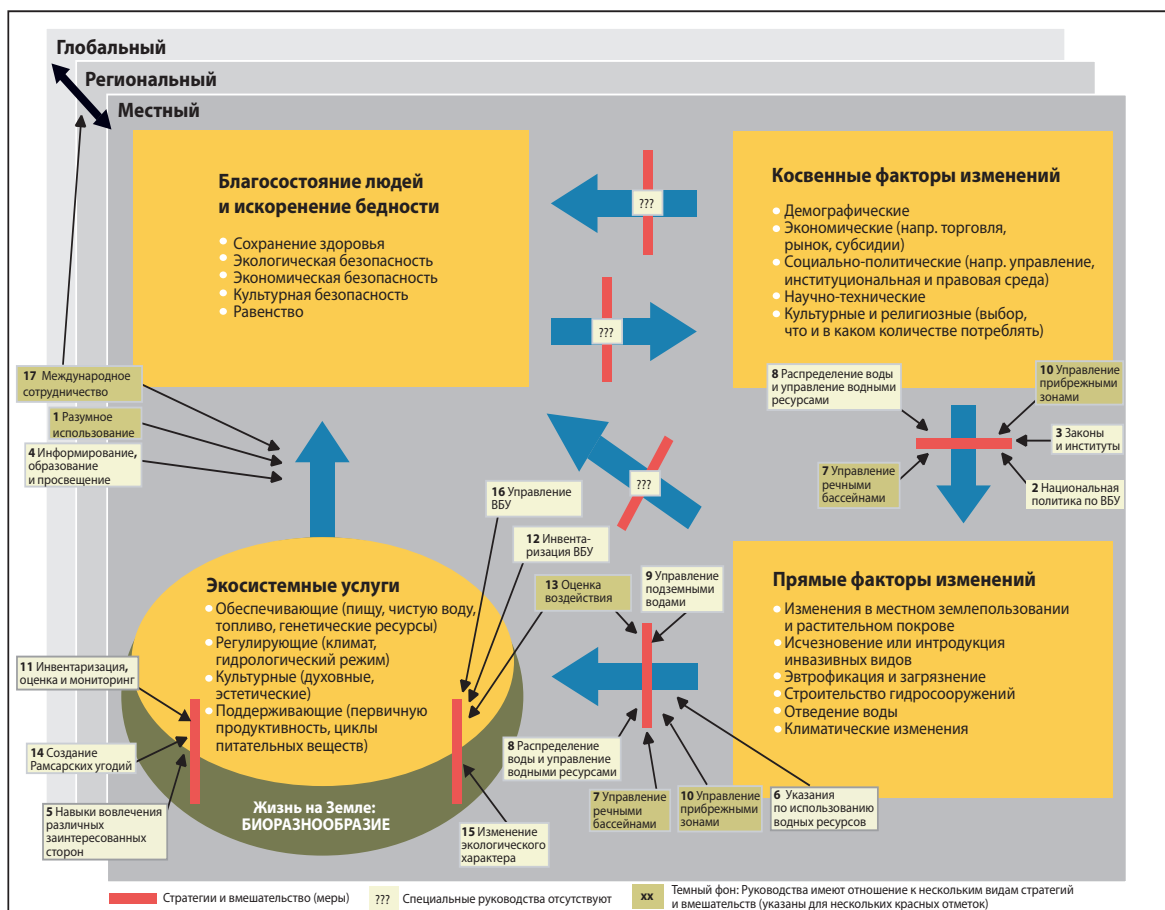 Глобальный
Региональный
Местный
Благосостояние людей
и искоренение бедности
Сохранение здоровья
Экологическая безопасность
Экономическая безопасность
Культурная безопасность
Равенство
???
???
Косвенные факторы изменений
Демографические
Экономические (напр. торговля,
рынок, субсидии)
Социально-политические (напр. управление,
институциональная и правовая среда)
Научно-технические
Культурные и религиозные (выбор,
что и в каком количестве потреблять)
17 Международное
сотрудничество
1 Разумное
использование
4 Информирование,
образование
и просвещение
8 Распределение воды
и управление водными
ресурсами
10 Управление
прибрежными
зонами
3 Законы
и институты
7 Управление
речными
бассейнами
2 Национальная
политика по ВБУ
???
16 Управление
ВБУ
12 Инвента-
ризация ВБУ
13 Оценка
воздействия
9 Управление
подземными
водами
Экосистемные услуги
Обеспечивающие (пищу, чистую воду,
топливо, генетические ресурсы)
Регулирующие (климат,
гидрологический режим)
Культурные (духовные,
эстетические)
Поддерживающие (первичную
продуктивность, циклы
питательных веществ)
Прямые факторы изменений
Изменения в местном землепользовании
и растительном покрове
Исчезновение или интродукция
инвазивных видов
Эвтрофикация и загрязнение
Строительство гидросооружений
Отведение воды
Климатические изменения
11 Инвентаризация,
оценка и мониторинг
14 Создание
Рамсарских угодий
5 Навыки вовлечения
различных
заинтересованных
сторон
Жизнь на Земле:
БИОРАЗНООБРАЗИЕ
15 Изменение
экологического
характера
8 Распределение
воды и управление
водными ресурсами
7 Управление
речными
бассейнами
10 Управление
прибрежными
зонами
6 Указания
по использованию
водных ресурсов
Стратегии и вмешательство (меры)
??? Специальные руководства отсутствуют
xx Темный фон: Руководства имеют отношение к нескольким видам стратегий
и вмешательств (указаны для нескольких красных отметок)